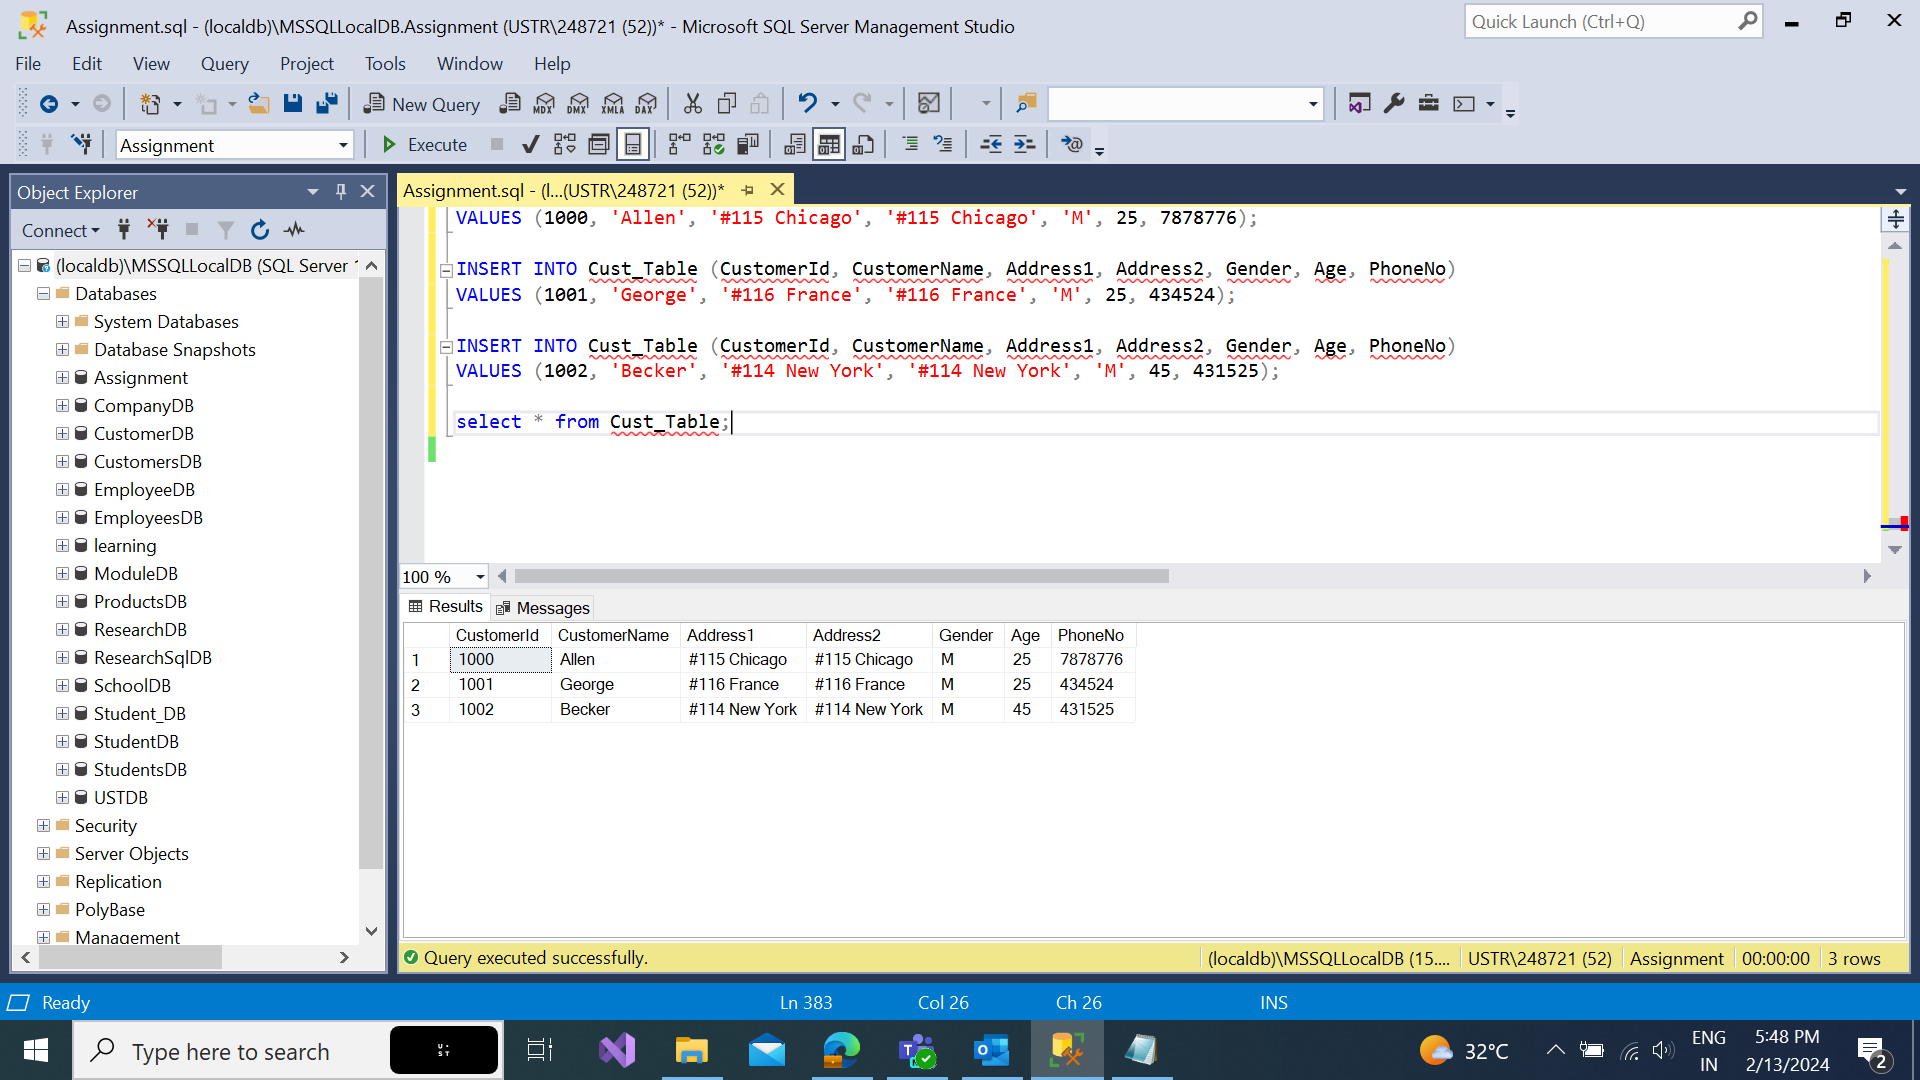 Assignment.sql - (localdb)\MSSQLLocalDB.Assignment (USTR\248721 (52))* - Microsoft SQL Server Management Studio
Quick Launch (Ctrl+Q)
File Edit View Query Project Tools Window Help
New Query MDX DMX XMLA DAX
Assignment Execute
Object Explorer
Connect
(localdb)\MSSQLLocalDB (SQL Server 1
Databases
System Databases
Database Snapshots
Assignment
CompanyDB
CustomerDB
CustomersDB
EmployeeDB
EmployeesDB
learning
ModuleDB
ProductsDB
ResearchDB
ResearchSqlDB
SchoolDB
Student_DB
StudentDB
StudentsDB
USTDB
Security
Server Objects
Replication
PolyBase
Management
Assignment.sql - (l...(USTR\248721 (52))*
VALUES (1000, 'Allen', '#115 Chicago', '#115 Chicago', 'M', 25, 7878776);
INSERT INTO Cust_Table (CustomerId, CustomerName, Address1, Address2, Gender, Age, PhoneNo)
VALUES (1001, 'George', '#116 France', '#116 France', 'M', 25, 434524);
INSERT INTO Cust_Table (CustomerId, CustomerName, Address1, Address2, Gender, Age, PhoneNo)
VALUES (1002, 'Becker', '#114 New York', '#114 New York', 'M', 45, 431525);
select * from Cust_Table;
100 %
Results Messages
CustomerId CustomerName Address1 Address2 Gender Age PhoneNo
1 1000 Allen #115 Chicago #115 Chicago M 25 7878776
2 1001 George #116 France #116 France M 25 434524
3 1002 Becker #114 New York #114 New York M 45 431525
Query executed successfully. (localdb)\MSSQLLocalDB (15.... USTR\248721 (52) Assignment 00:00:00 3 rows
Ready Ln 383 Col 26 Ch 26 INS
Type here to search
32°C
ENG
IN
5:48 PM
2/13/2024
2